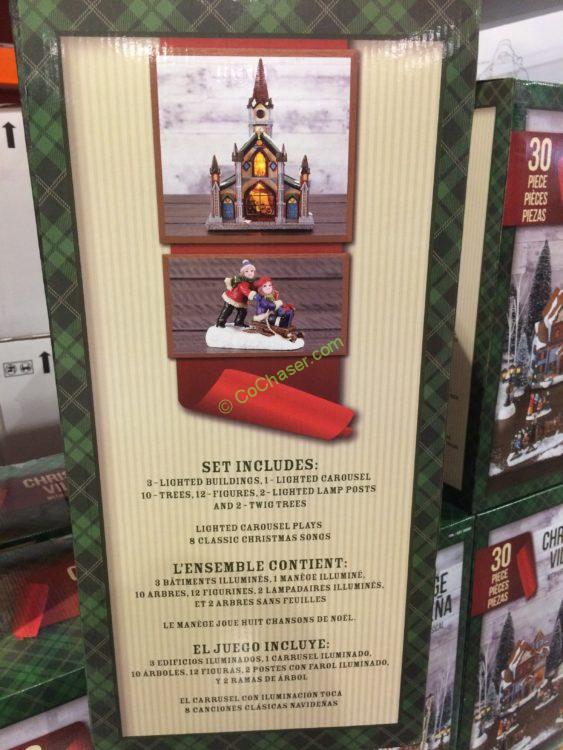 © CoChaser.com
SET INCLUDES:
3 - LIGHTED BUILDINGS, 1 - LIGHTED CAROUSEL
10 - TREES, 12 - FIGURES, 2 - LIGHTED LAMP POSTS
AND 2 - TWIG TREES
LIGHTED CAROUSEL PLAYS
8 CLASSIC CHRISTMAS SONGS
L'ENSEMBLE CONTIENT:
3 BÂTIMENTS ILLUMINÉS, 1 MANÈGE ILLUMINÉ,
10 ARBRES, 12 FIGURINES, 2 LAMPADAIRES ILLUMINÉS,
ET 2 ARBRES SANS FEUILLES
LE MANÈGE JOUE HUIT CHANSONS DE NOËL.
EL JUEGO INCLUYE:
3 EDIFICIOS ILUMINADOS, 1 CARRUSEL ILUMINADO,
10 ÁRBOLES, 12 FIGURAS, 2 POSTES CON FAROL ILUMINADO,
Y 2 RAMAS DE ÁRBOL
EL CARRUSEL CON ILUMINACIÓN TOCA
8 CANCIONES CLÁSICAS NAVIDEÑAS
30
PIECE
PIÈCES
PIEZAS
30
PIECE
PIÈCES
PIEZAS